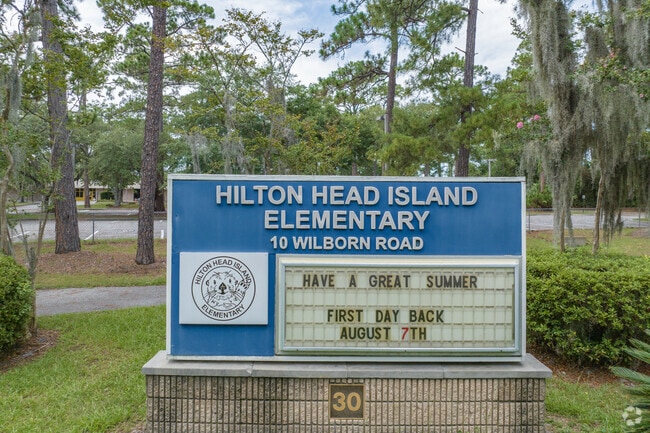 HILTON HEAD ISLAND
ELEMENTARY
10 WILBORN ROAD
HILTON HEAD ISLAND
ELEMENTARY
HAVE A GREAT SUMMER
FIRST DAY BACK
AUGUST 7TH
30